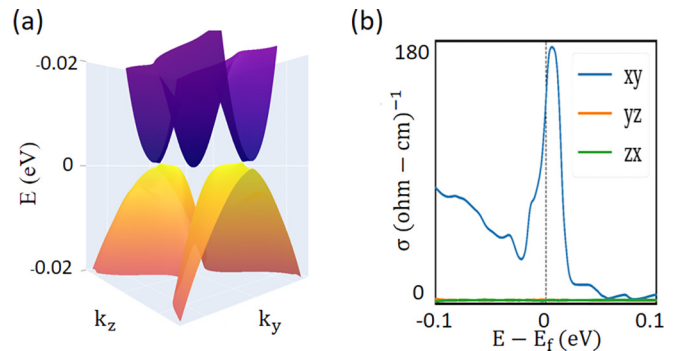 (a)
-0.02
0
-0.02
E (eV)
k_z
k_y
(b)
180
0
σ (ohm − cm)⁻¹
xy
yz
zx
-0.1
0
0.1
E − E_f (eV)